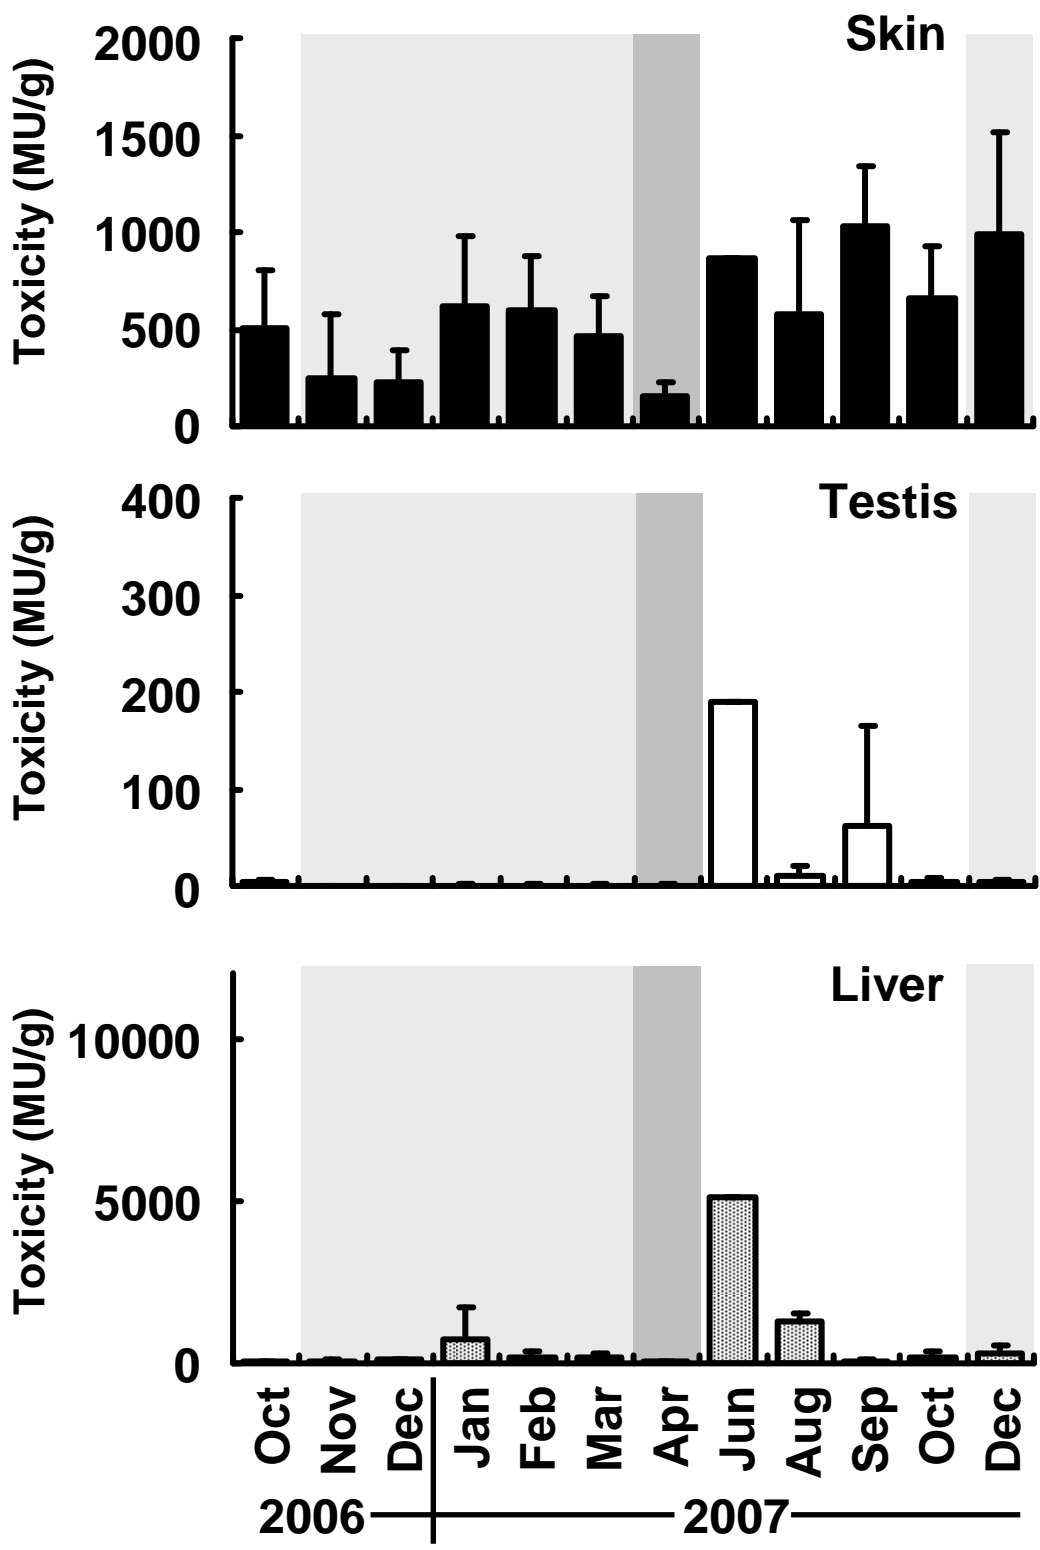 Skin
Toxicity (MU/g)
2000
1500
1000
500
0
Testis
Toxicity (MU/g)
400
300
200
100
0
Liver
Toxicity (MU/g)
10000
5000
0
Oct Nov Dec Jan Feb Mar Apr Jun Aug Sep Oct Dec
2006 2007